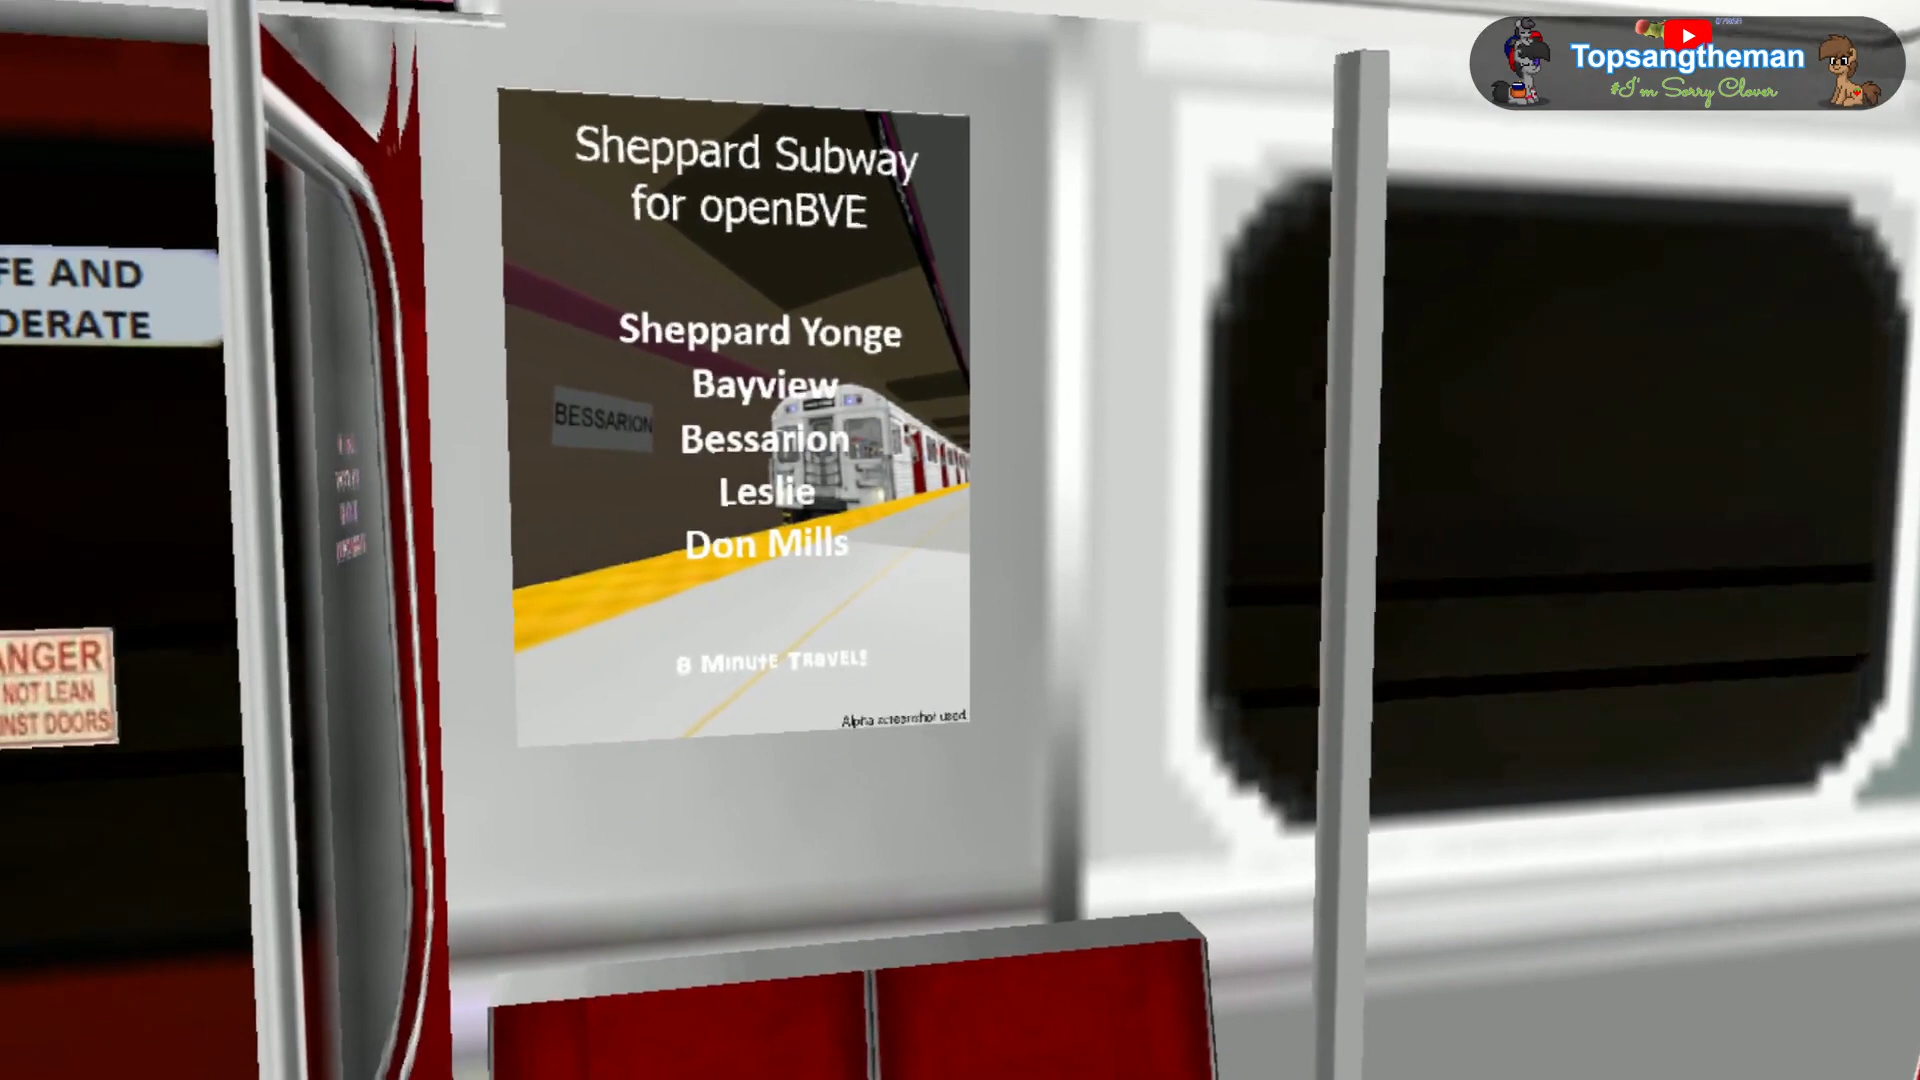 Topsangtheman
#I'm Sorry Clover
Sheppard Subway
for openBVE
Sheppard Yonge
Bayview
Bessarion
Leslie
Don Mills
BESSARION
8 MINUTE TRAVEL!
Alpha screenshot used
FE AND
DERATE
ANGER
NOT LEAN
INST DOORS